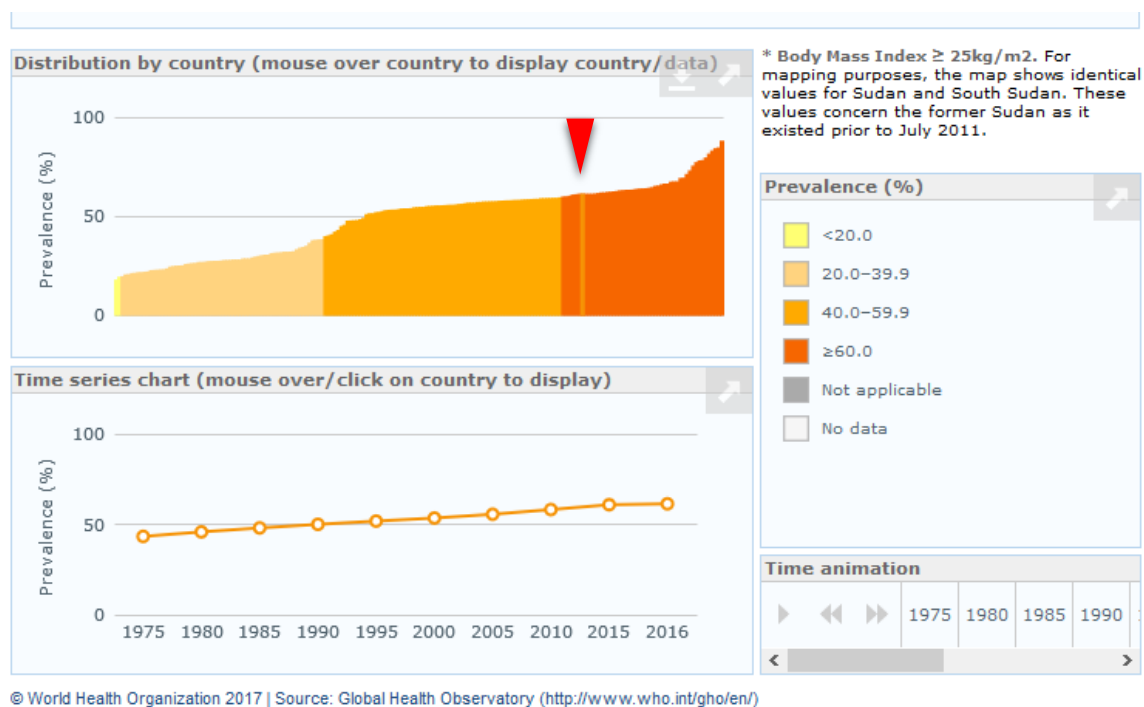 Distribution by country (mouse over country to display country/data)
100
50
0
Prevalence (%)
* Body Mass Index ≥ 25kg/m2. For
mapping purposes, the map shows identical
values for Sudan and South Sudan. These
values concern the former Sudan as it
existed prior to July 2011.
Prevalence (%)
<20.0
20.0–39.9
40.0–59.9
≥60.0
Not applicable
No data
Time series chart (mouse over/click on country to display)
100
50
0
Prevalence (%)
1975 1980 1985 1990 1995 2000 2005 2010 2015 2016
Time animation
1975 1980 1985 1990
© World Health Organization 2017 | Source: Global Health Observatory (http://www.who.int/gho/en/)